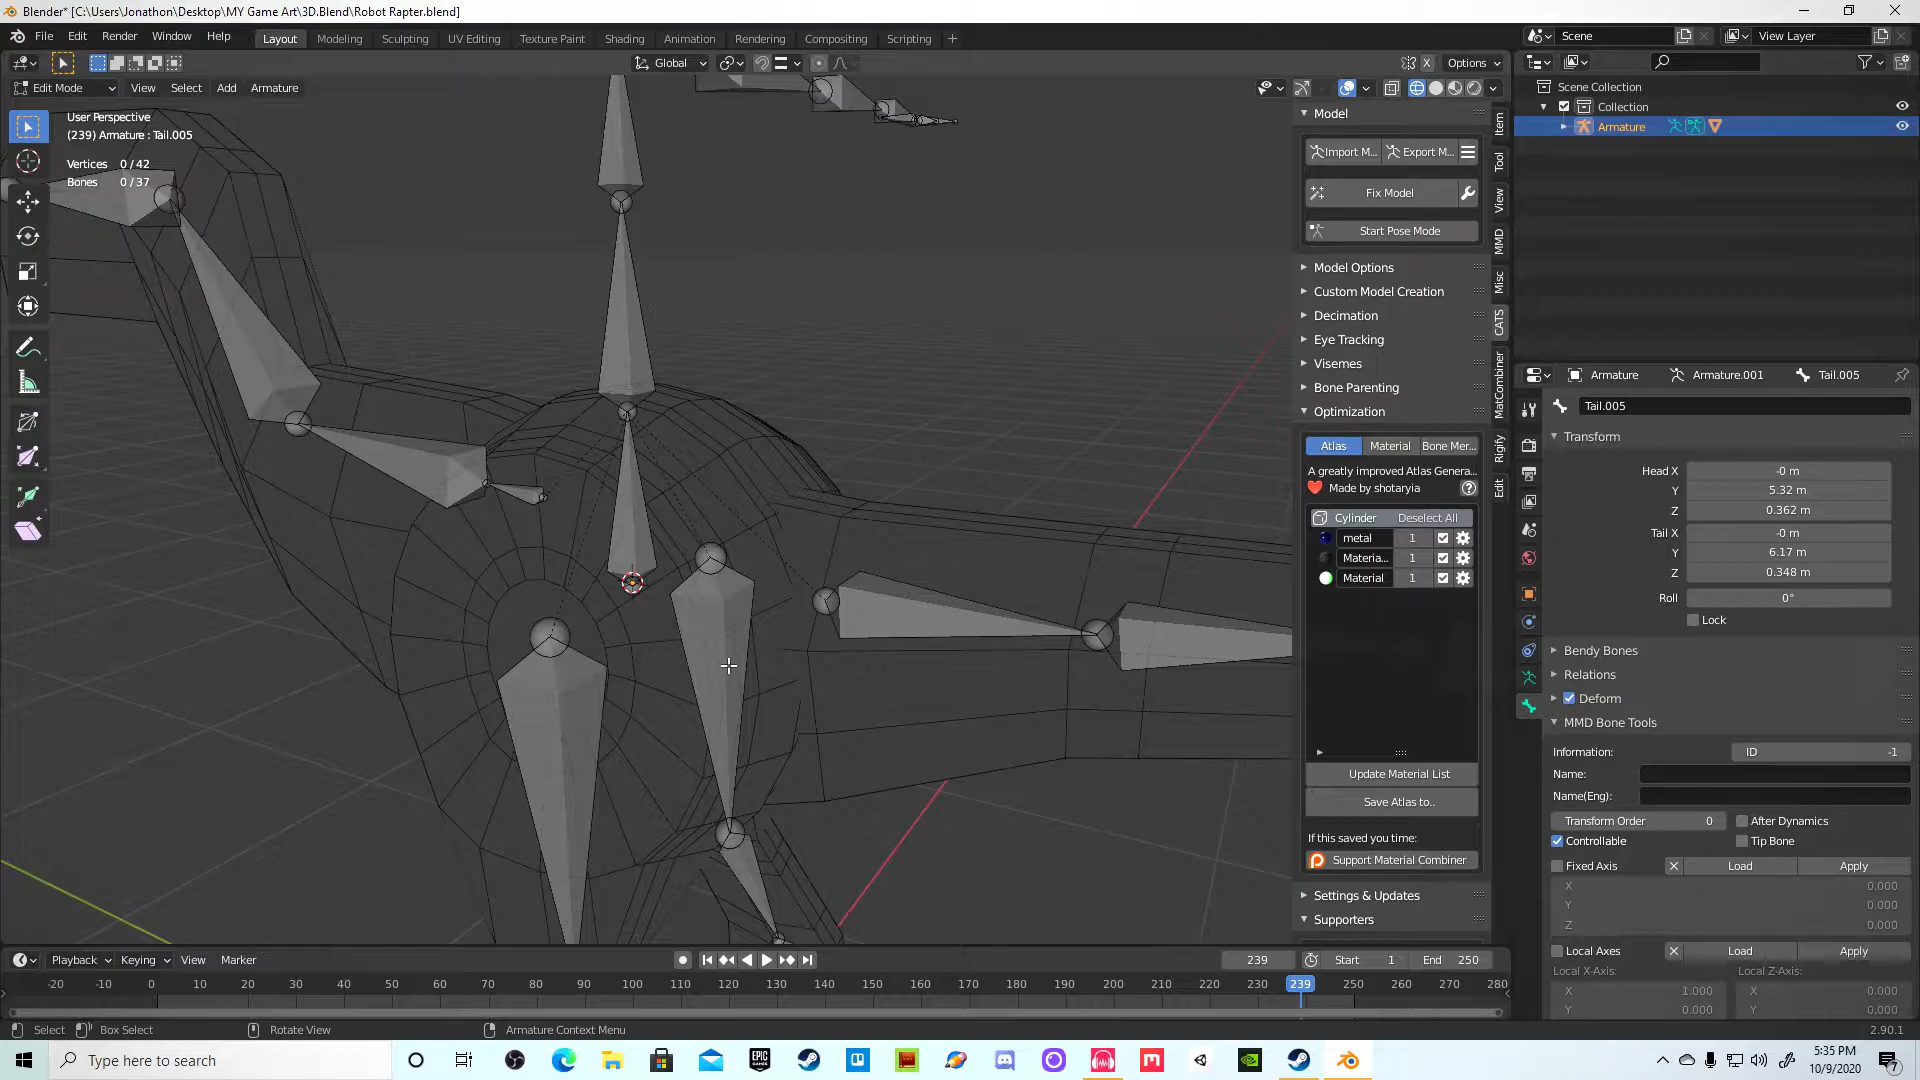 Blender* [C:\Users\Jonathon\Desktop\MY Game Art\3D.Blend\Robot Rapter.blend]
File Edit Render Window Help Layout Modeling Sculpting UV Editing Texture Paint Shading Animation Rendering Compositing Scripting
Scene View Layer
Global Options
Edit Mode View Select Add Armature
User Perspective
(239) Armature : Tail.005
Vertices 0 / 42
Bones 0 / 37
Model
Import M... Export M...
Fix Model
Start Pose Mode
Model Options
Custom Model Creation
Decimation
Eye Tracking
Visemes
Bone Parenting
Optimization
Atlas Material Bone Mer...
A greatly improved Atlas Genera...
Made by shotaryia
Cylinder Deselect All
metal 1
Materia... 1
Material 1
Update Material List
Save Atlas to..
If this saved you time:
Support Material Combiner
Settings & Updates
Supporters
Item
Tool
View
MMD
Misc
CATS
MatCombiner
Rigify
Edit
Scene Collection
Collection
Armature
Armature Armature.001 Tail.005
Tail.005
Transform
Head X -0 m
Y 5.32 m
Z 0.362 m
Tail X -0 m
Y 6.17 m
Z 0.348 m
Roll 0°
Lock
Bendy Bones
Relations
Deform
MMD Bone Tools
Information: ID -1
Name:
Name(Eng):
Transform Order 0 After Dynamics
Controllable Tip Bone
Fixed Axis Load Apply
X 0.000
Y 0.000
Z 0.000
Local Axes Load Apply
Local X-Axis: Local Z-Axis:
X 1.000 X 0.000
Y 0.000 Y 0.000
Playback Keying View Marker 239 Start 1 End 250
-20 -10 0 10 20 30 40 50 60 70 80 90 100 110 120 130 140 150 160 170 180 190 200 210 220 230 239 250 260 270 280
Select Box Select Rotate View Armature Context Menu 2.90.1
Type here to search
EPIC GAMES
5:35 PM
10/9/2020
7